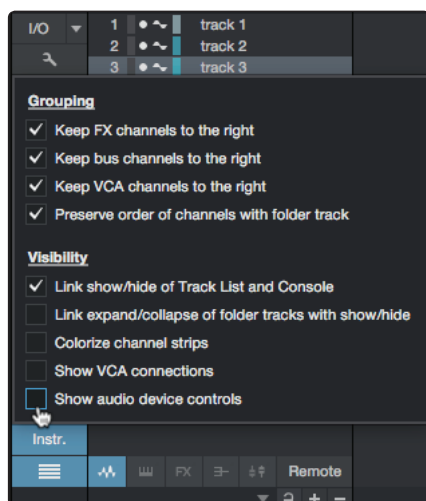 I/O
1 track 1
2 track 2
3 track 3
Grouping
Keep FX channels to the right
Keep bus channels to the right
Keep VCA channels to the right
Preserve order of channels with folder track
Visibility
Link show/hide of Track List and Console
Link expand/collapse of folder tracks with show/hide
Colorize channel strips
Show VCA connections
Show audio device controls
Instr.
FX Remote